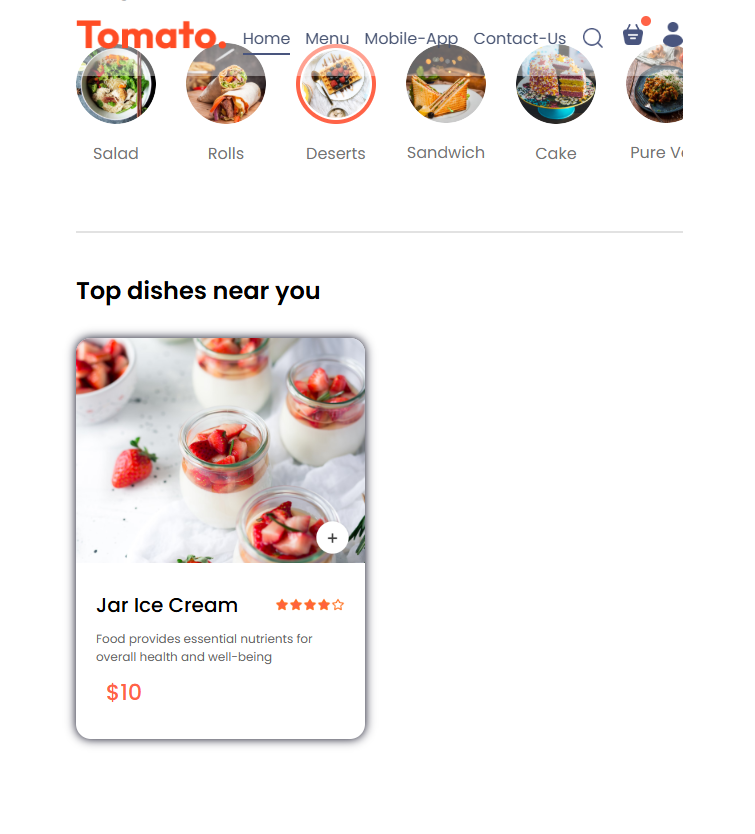 Tomato.
Home Menu Mobile-App Contact-Us
Salad Rolls Deserts Sandwich Cake Pure
Top dishes near you
Jar Ice Cream
Food provides essential nutrients for
overall health and well-being
$10